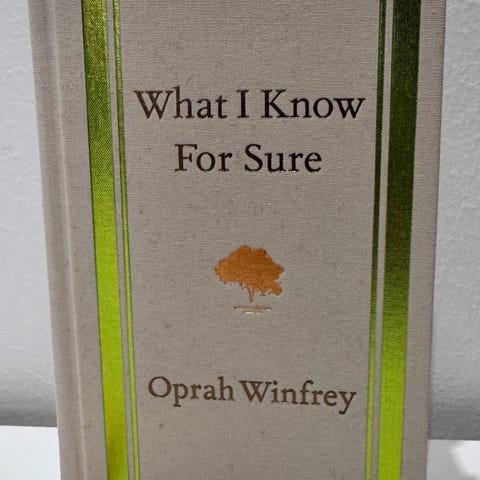 What I Know
For Sure
Oprah Winfrey